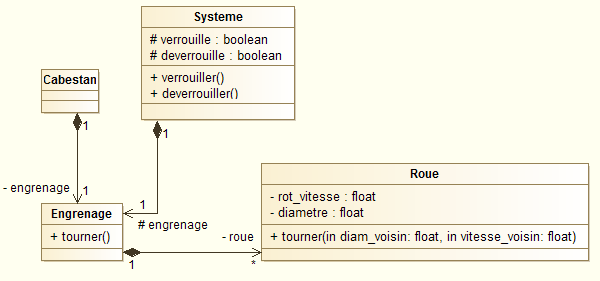 Systeme
# verrouille : boolean
# deverrouille : boolean
+ verrouiller()
+ deverrouiller()
Cabestan
1
1
- engrenage
1
1
# engrenage
Engrenage
+ tourner()
1
- roue
*
Roue
- rot_vitesse : float
- diametre : float
+ tourner(in diam_voisin: float, in vitesse_voisin: float)